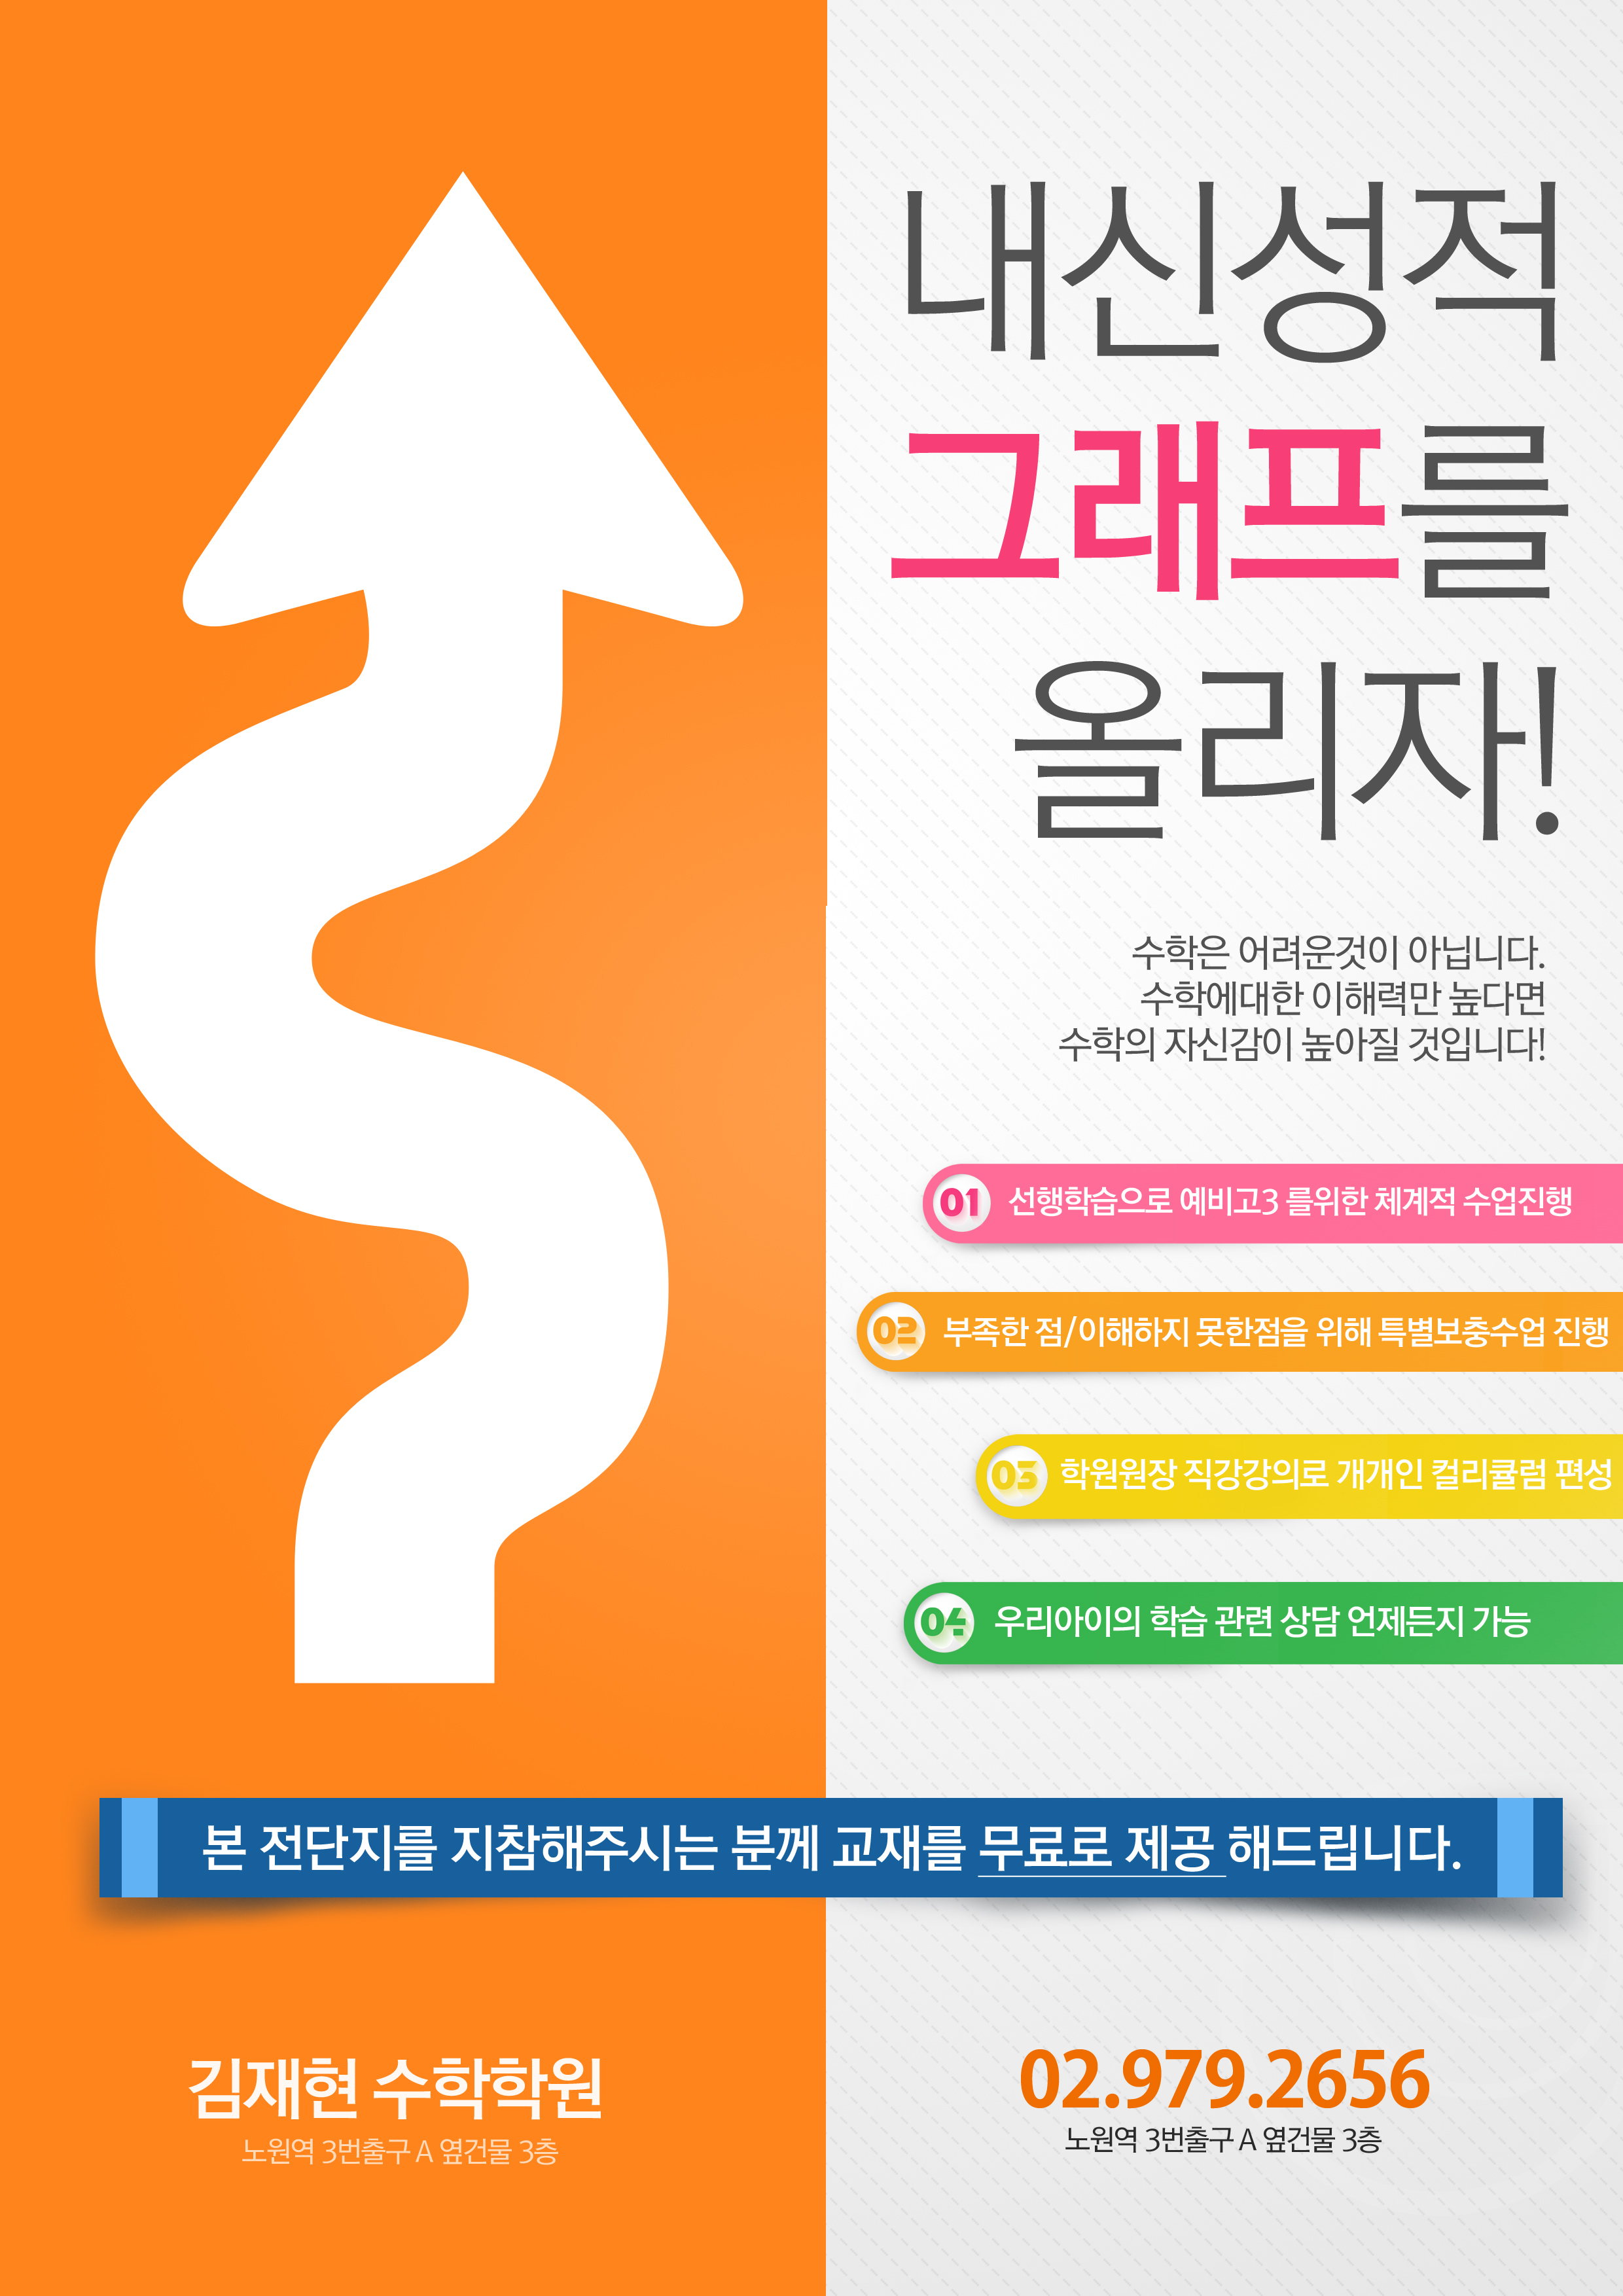 내신성적
그래프를
올리자!
수학은 어려운것이 아닙니다.
수학에대한 이해력만 높다면
수학의 자신감이 높아질 것입니다!
01 선행학습으로 예비고3 를위한 체계적 수업진행
02 부족한 점/이해하지 못한점을 위해 특별보충수업 진행
03 학원원장 직강강의로 개개인 컬리큘럼 편성
04 우리아이의 학습 관련 상담 언제든지 가능
본 전단지를 지참해주시는 분께 교재를 무료로 제공 해드립니다.
김재현 수학학원
노원역 3번출구 A 옆건물 3층
02.979.2656
노원역 3번출구 A 옆건물 3층